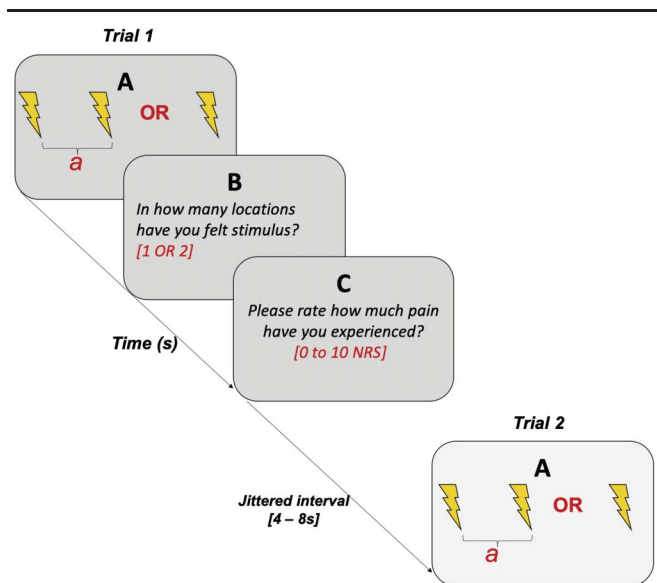 Trial 1
A
OR
a
B
In how many locations
have you felt stimulus?
[1 OR 2]
C
Please rate how much pain
have you experienced?
[0 to 10 NRS]
Time (s)
Trial 2
A
OR
a
Jittered interval
[4 – 8s]